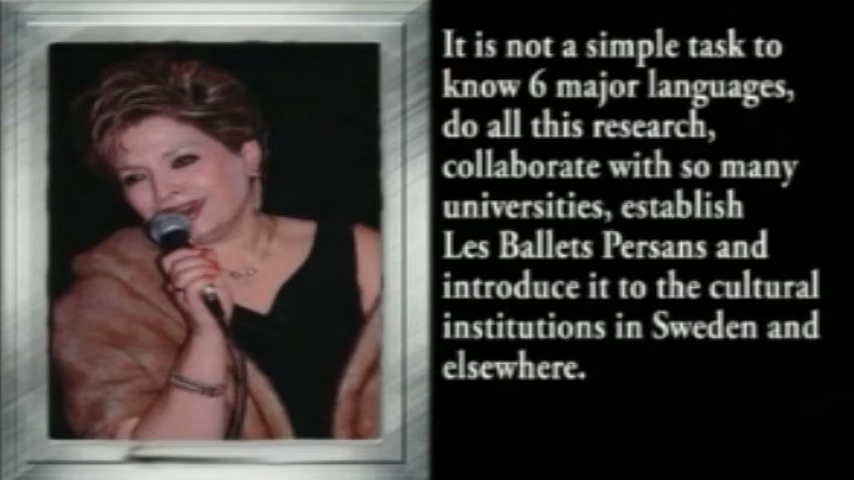 It is not a simple task to
know 6 major languages,
do all this research,
collaborate with so many
universities, establish
Les Ballets Persans and
introduce it to the cultural
institutions in Sweden and
elsewhere.